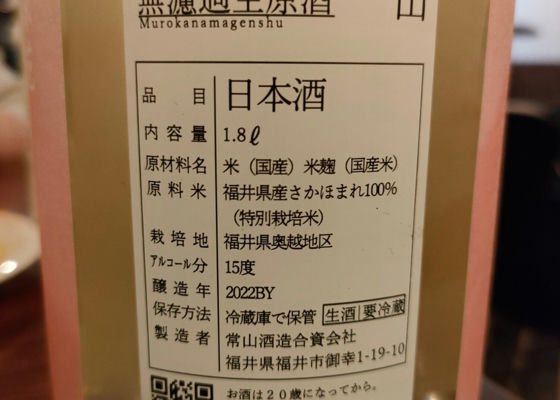 無濾過生原酒
Murokanamagenshu
山
品目 日本酒
内容量 1.8ℓ
原材料名 米（国産）米麹（国産米）
原料米 福井県産さかほまれ100%
（特別栽培米）
栽培地 福井県奥越地区
アルコール分 15度
醸造年 2022BY
保存方法 冷蔵庫で保管 生酒 要冷蔵
製造者 常山酒造合資会社
福井県福井市御幸1-19-10
お酒は20歳になってから。